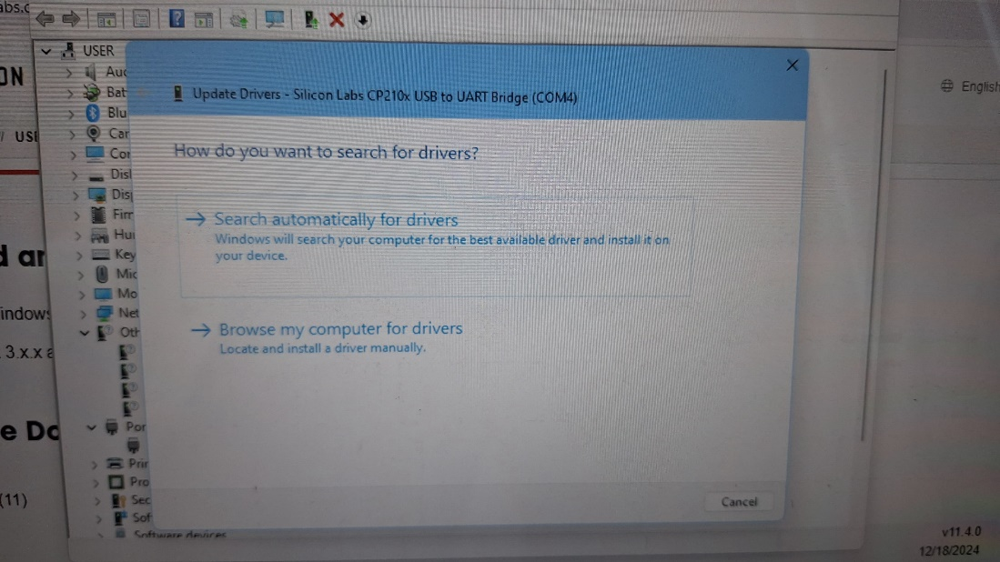 abs.c
USER
Aud
Bat
Blu
Car
Cor
Disl
Disp
Firr
Hur
Key
Mic
Mo
Net
Oth
Por
Prir
Pro
Sec
Sof
Software devices
Update Drivers - Silicon Labs CP210x USB to UART Bridge (COM4)
How do you want to search for drivers?
Search automatically for drivers
Windows will search your computer for the best available driver and install it on
your device.
Browse my computer for drivers
Locate and install a driver manually.
Cancel
ON
/ USI
d ar
indows
3.x.x a
e Do
(11)
English
v11.4.0
12/18/2024